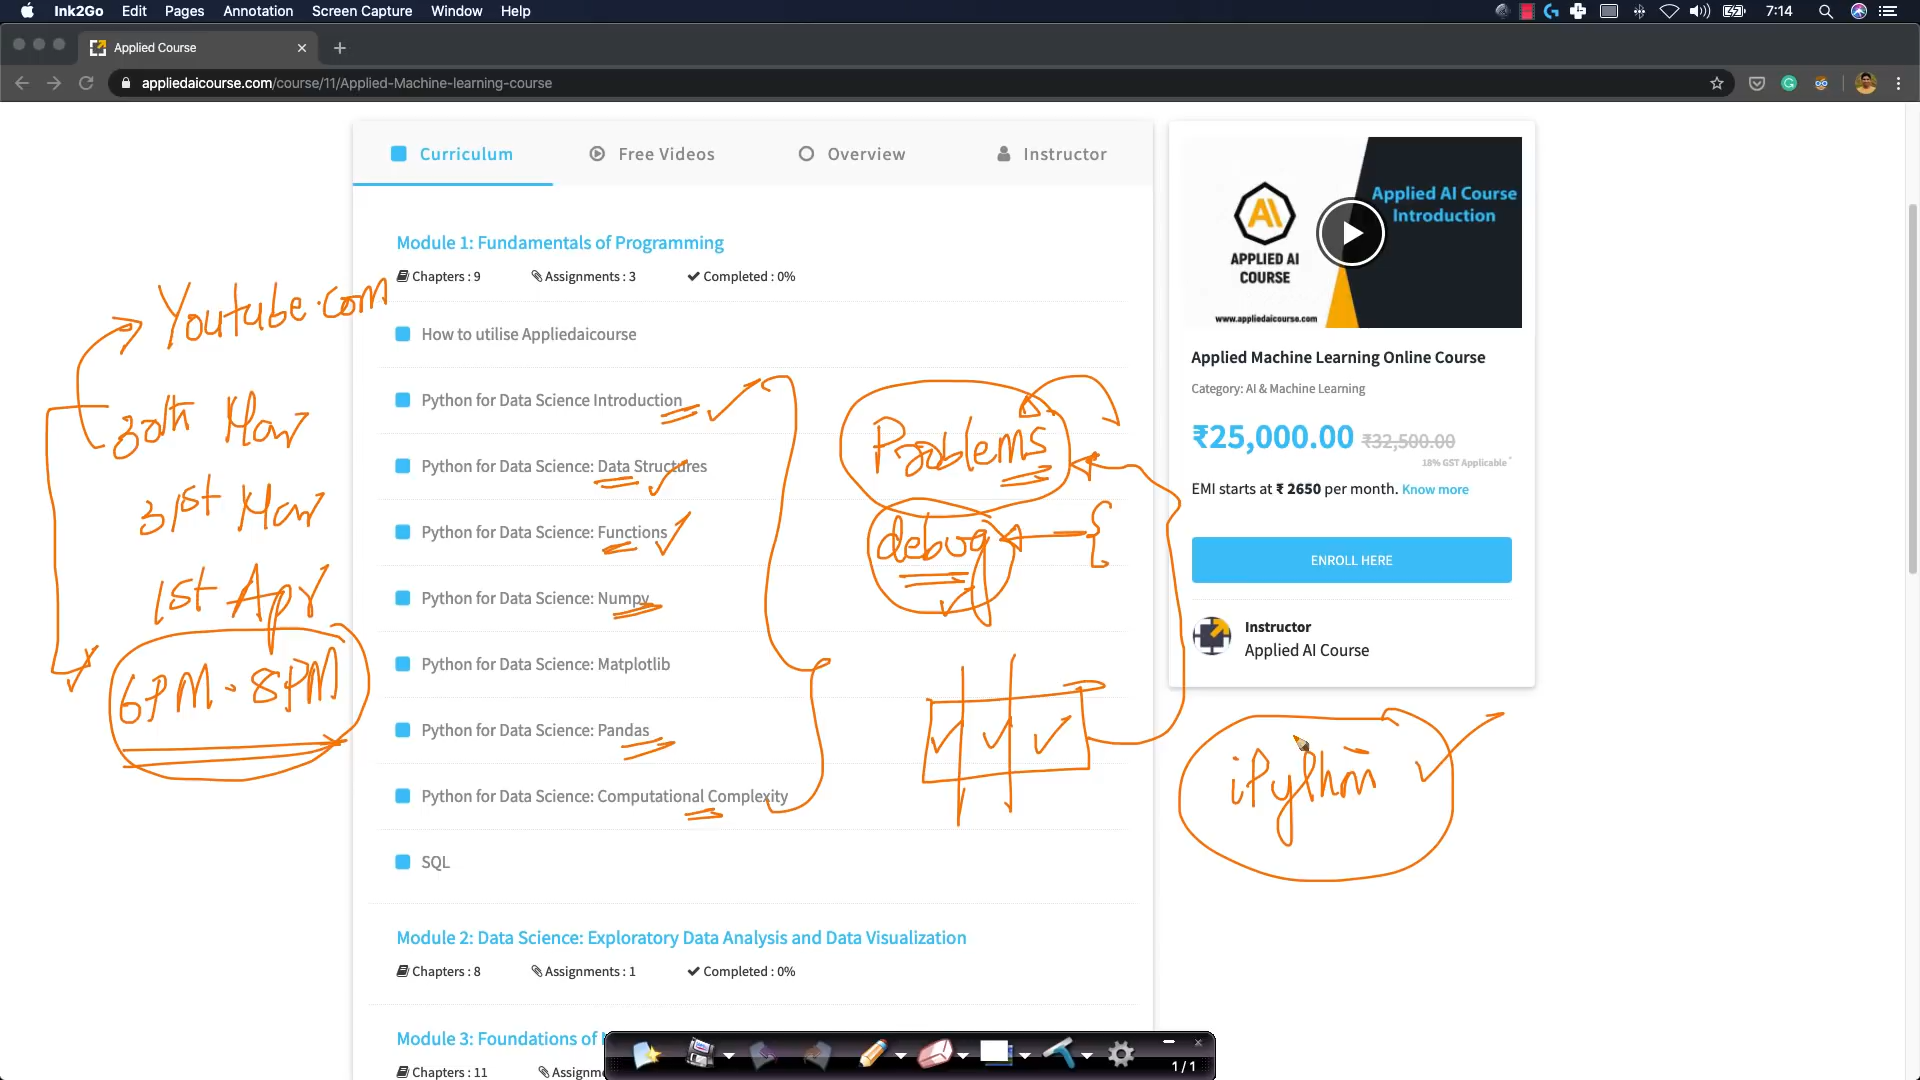 Ink2Go Edit Pages Annotation Screen Capture Window Help 7:14
Applied Course
appliedaicourse.com/course/11/Applied-Machine-learning-course
Curriculum Free Videos Overview Instructor
Module 1: Fundamentals of Programming
Chapters : 9 Assignments : 3 Completed : 0%
How to utilise Appliedaicourse
Python for Data Science Introduction
Python for Data Science: Data Structures
Python for Data Science: Functions
Python for Data Science: Numpy
Python for Data Science: Matplotlib
Python for Data Science: Pandas
Python for Data Science: Computational Complexity
SQL
Module 2: Data Science: Exploratory Data Analysis and Data Visualization
Chapters : 8 Assignments : 1 Completed : 0%
Module 3: Foundations of
Chapters : 11 Assignm
Youtube.com
30th Mar
31st Mar
1st Apr
6PM - 8PM
Problems
debug
Applied AI Course
Introduction
AI
APPLIED AI
COURSE
www.appliedaicourse.com
Applied Machine Learning Online Course
Category: AI & Machine Learning
₹25,000.00 ₹32,500.00
18% GST Applicable *
EMI starts at ₹ 2650 per month. Know more
ENROLL HERE
Instructor
Applied AI Course
iPython
1 / 1